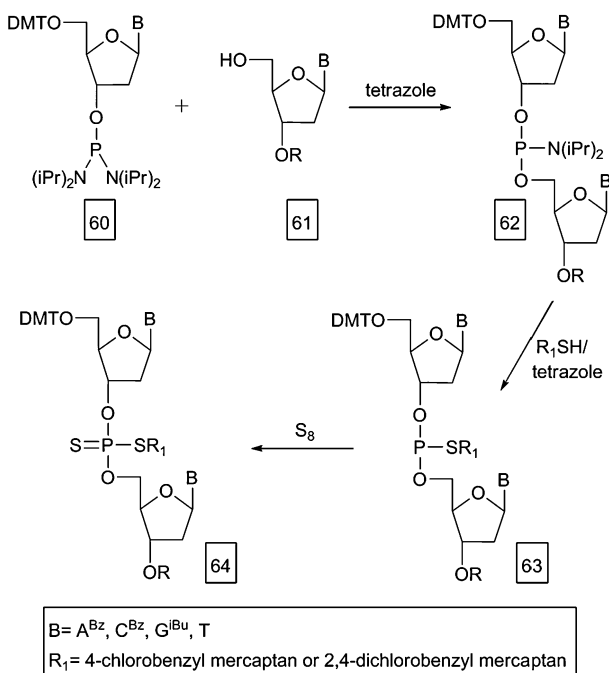 DMTO
B
O
O
P
(iPr)₂N
N(iPr)₂
60
+
HO
B
O
OR
61
tetrazole
DMTO
B
O
O
P—N(iPr)₂
O
O
B
OR
62
R₁SH/
tetrazole
DMTO
B
O
O
P—SR₁
O
O
B
OR
63
S₈
DMTO
B
O
O
S=P—SR₁
O
O
B
OR
64
B= Aᴮᶻ, Cᴮᶻ, Gⁱᴮᵘ, T
R₁= 4-chlorobenzyl mercaptan or 2,4-dichlorobenzyl mercaptan